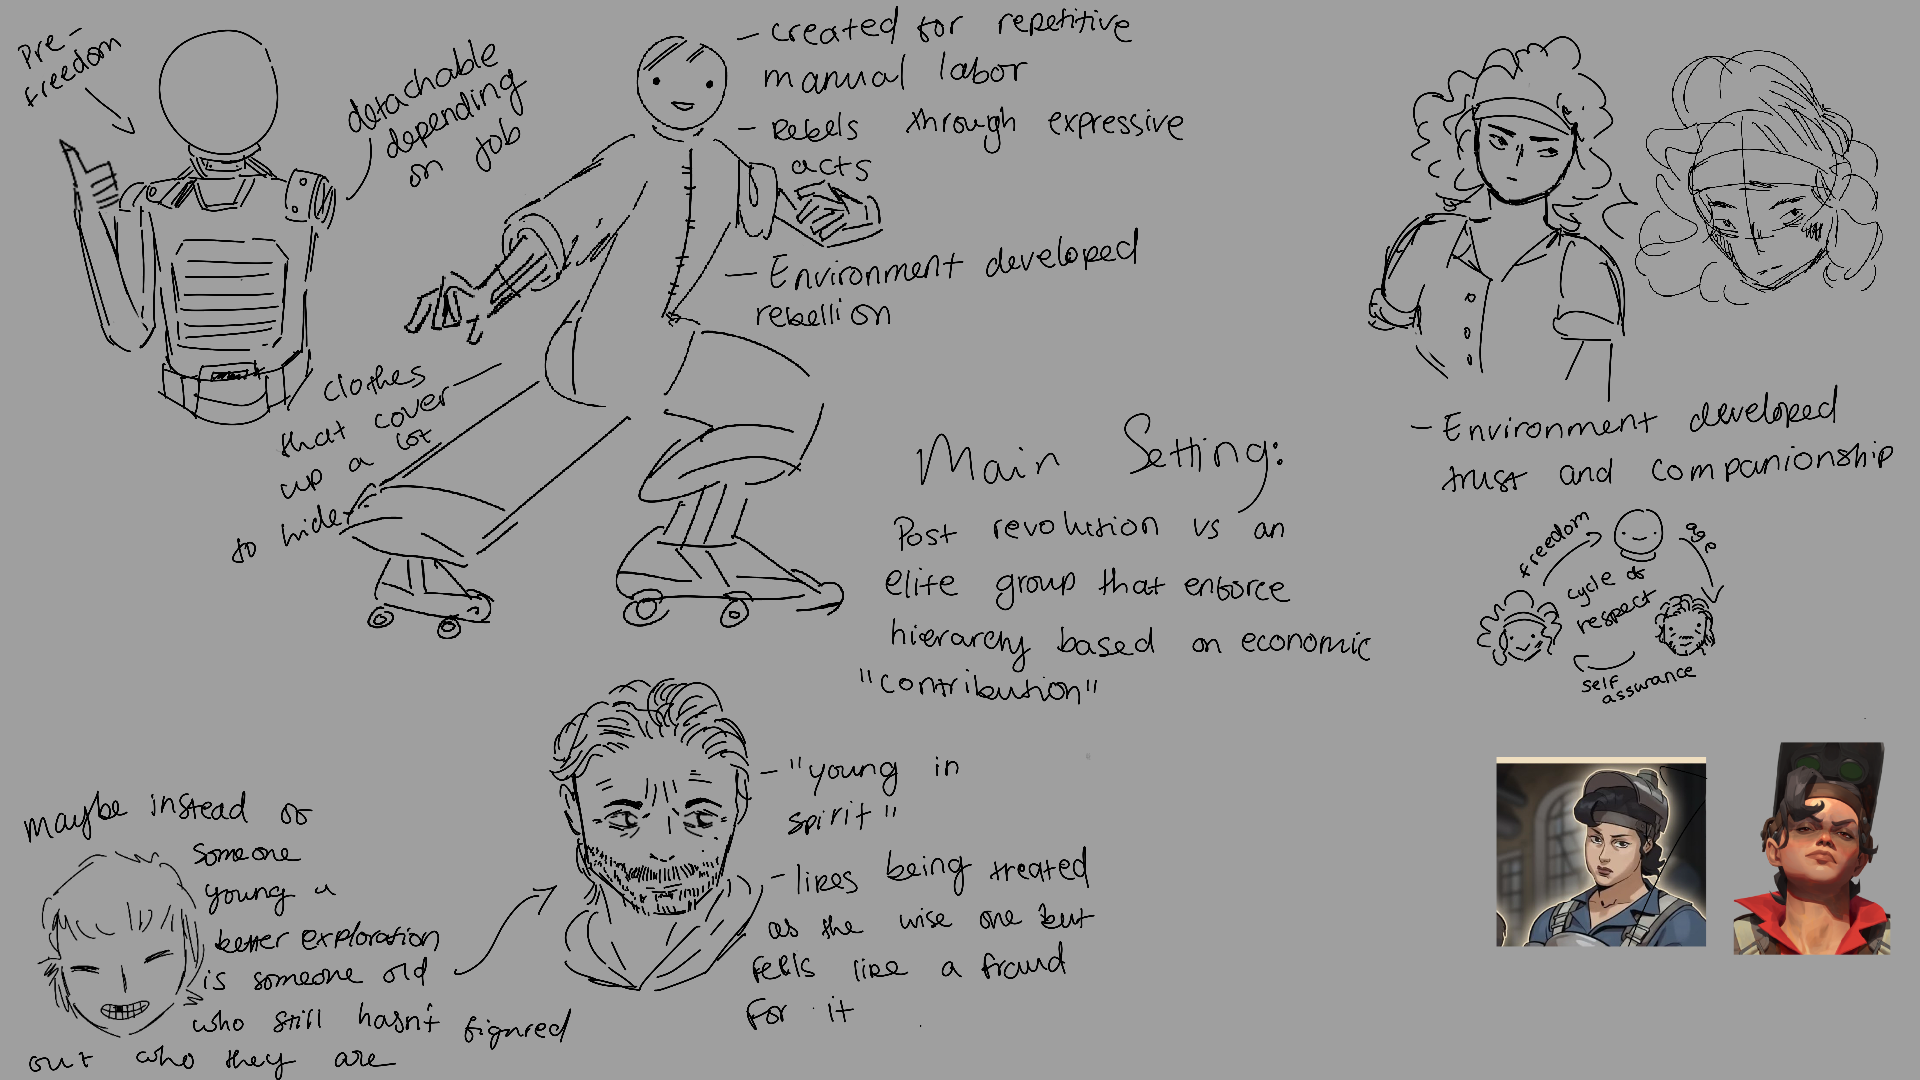 Pre-
freedom
detachable
depending
on job
- created for repetitive
manual labor
- Rebels through expressive
acts
- Environment developed
rebellion
clothes
that cover
up a lot
to hide
Main Setting:
Post revolution vs an
elite group that enforce
hierarchy based on economic
"contribution"
- Environment developed
trust and companionship
freedom
age
cycle of
respect
self
assurance
maybe instead of
someone
young a
better exploration
is someone old
who still hasn't figured
out who they are
- "young in
spirit"
- likes being treated
as the wise one but
feels like a fraud
for it